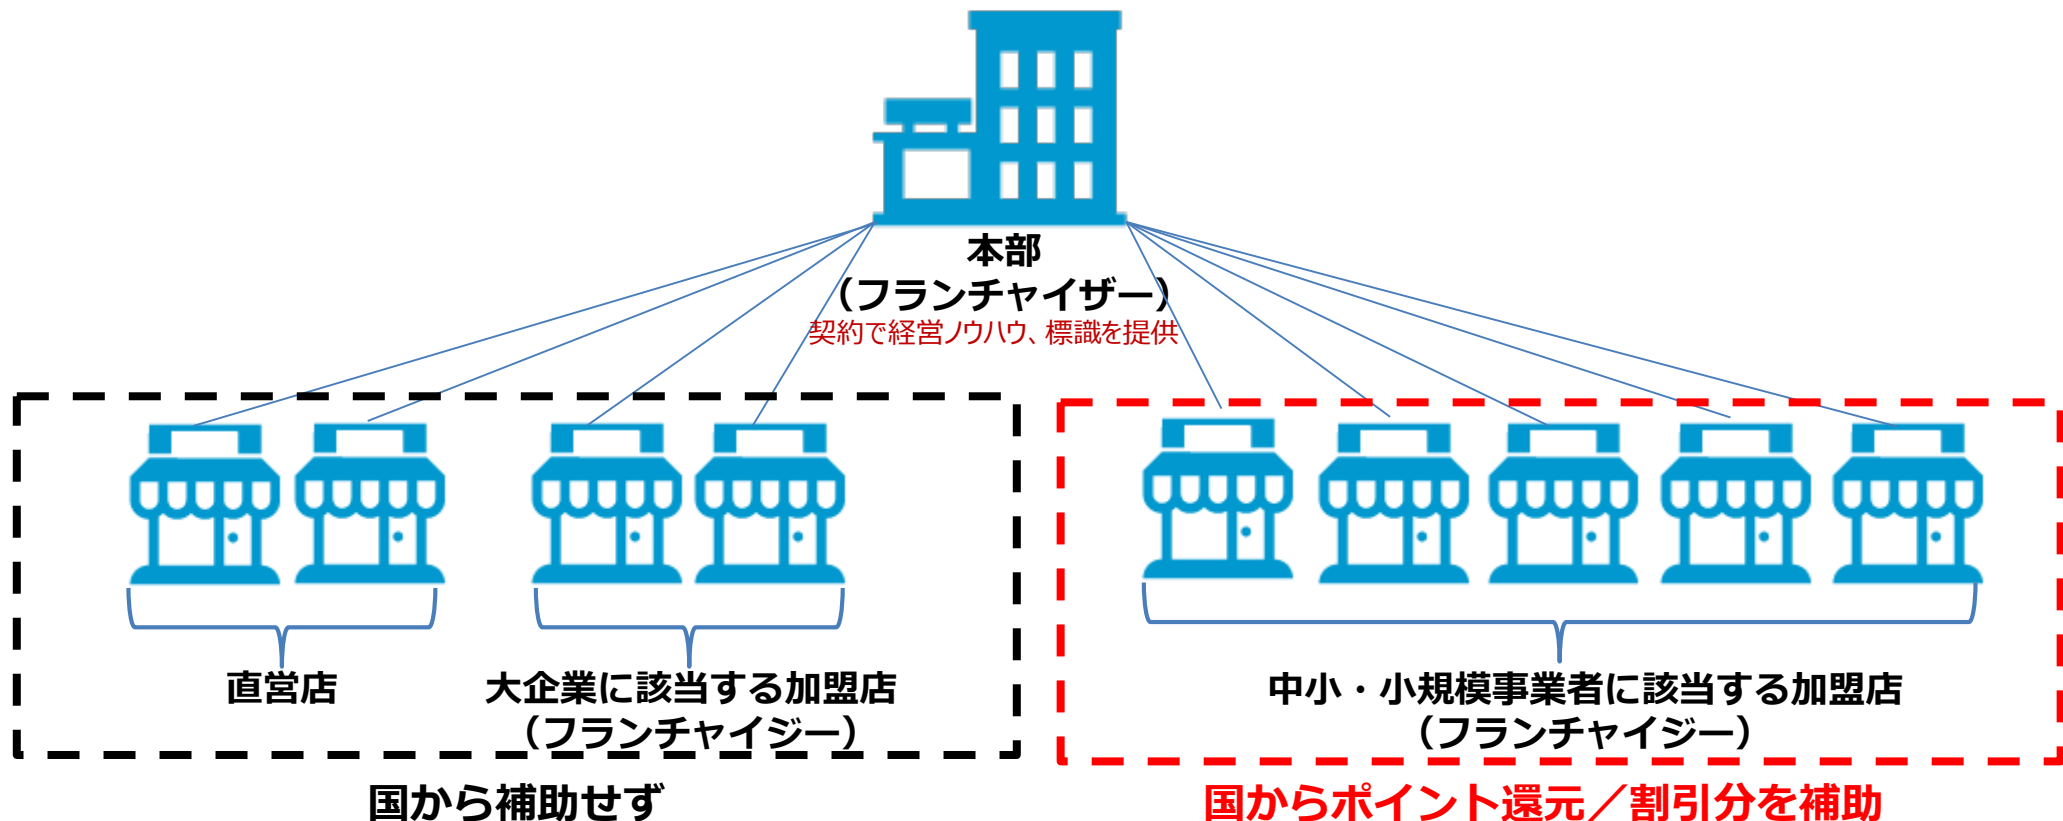 本部
（フランチャイザー）
契約で経営ノウハウ、標識を提供
直営店
大企業に該当する加盟店
（フランチャイジー）
国から補助せず
中小・小規模事業者に該当する加盟店
（フランチャイジー）
国からポイント還元／割引分を補助